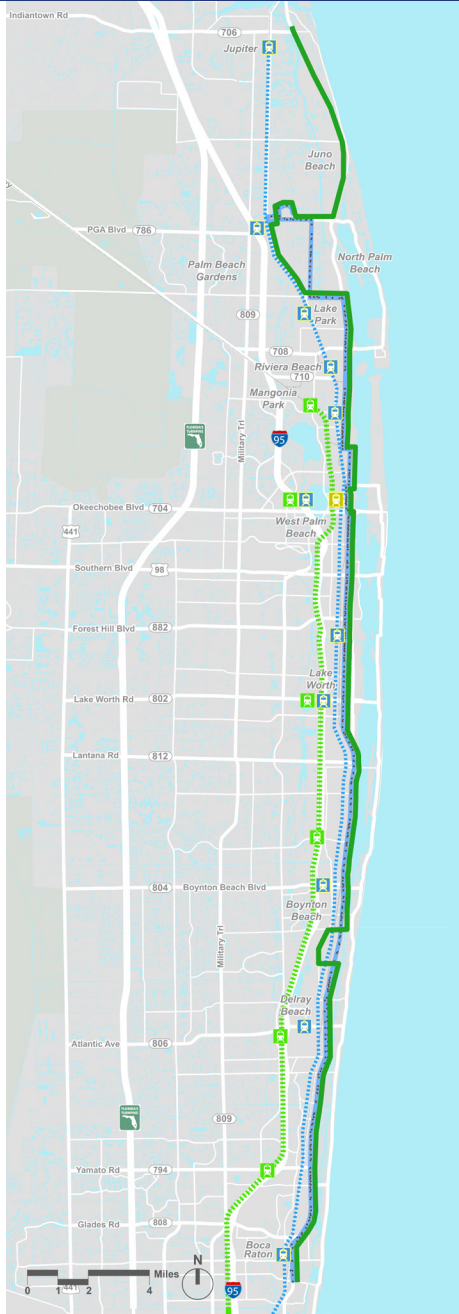 Indiantown Rd
706
Jupiter
Juno
Beach
PGA Blvd
786
North Palm
Beach
Palm Beach
Gardens
809
Lake
Park
708
Riviera Beach
710
Mangonia
Park
Military Trl
95
Okeechobee Blvd
704
West Palm
Beach
441
Southern Blvd
98
Forest Hill Blvd
882
Lake
Worth
Lake Worth Rd
802
Lantana Rd
812
804
Boynton Beach Blvd
Boynton
Beach
Military Trl
Delray
Beach
Atlantic Ave
806
809
Yamato Rd
794
Glades Rd
808
Boca
Raton
N
Miles
0
1
2
4
441
95